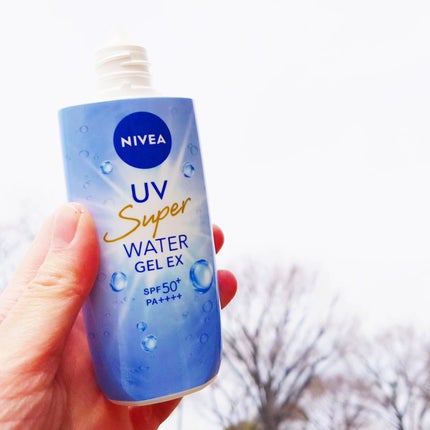 NIVEA
UV
Super
WATER
GEL EX
SPF50+
PA++++